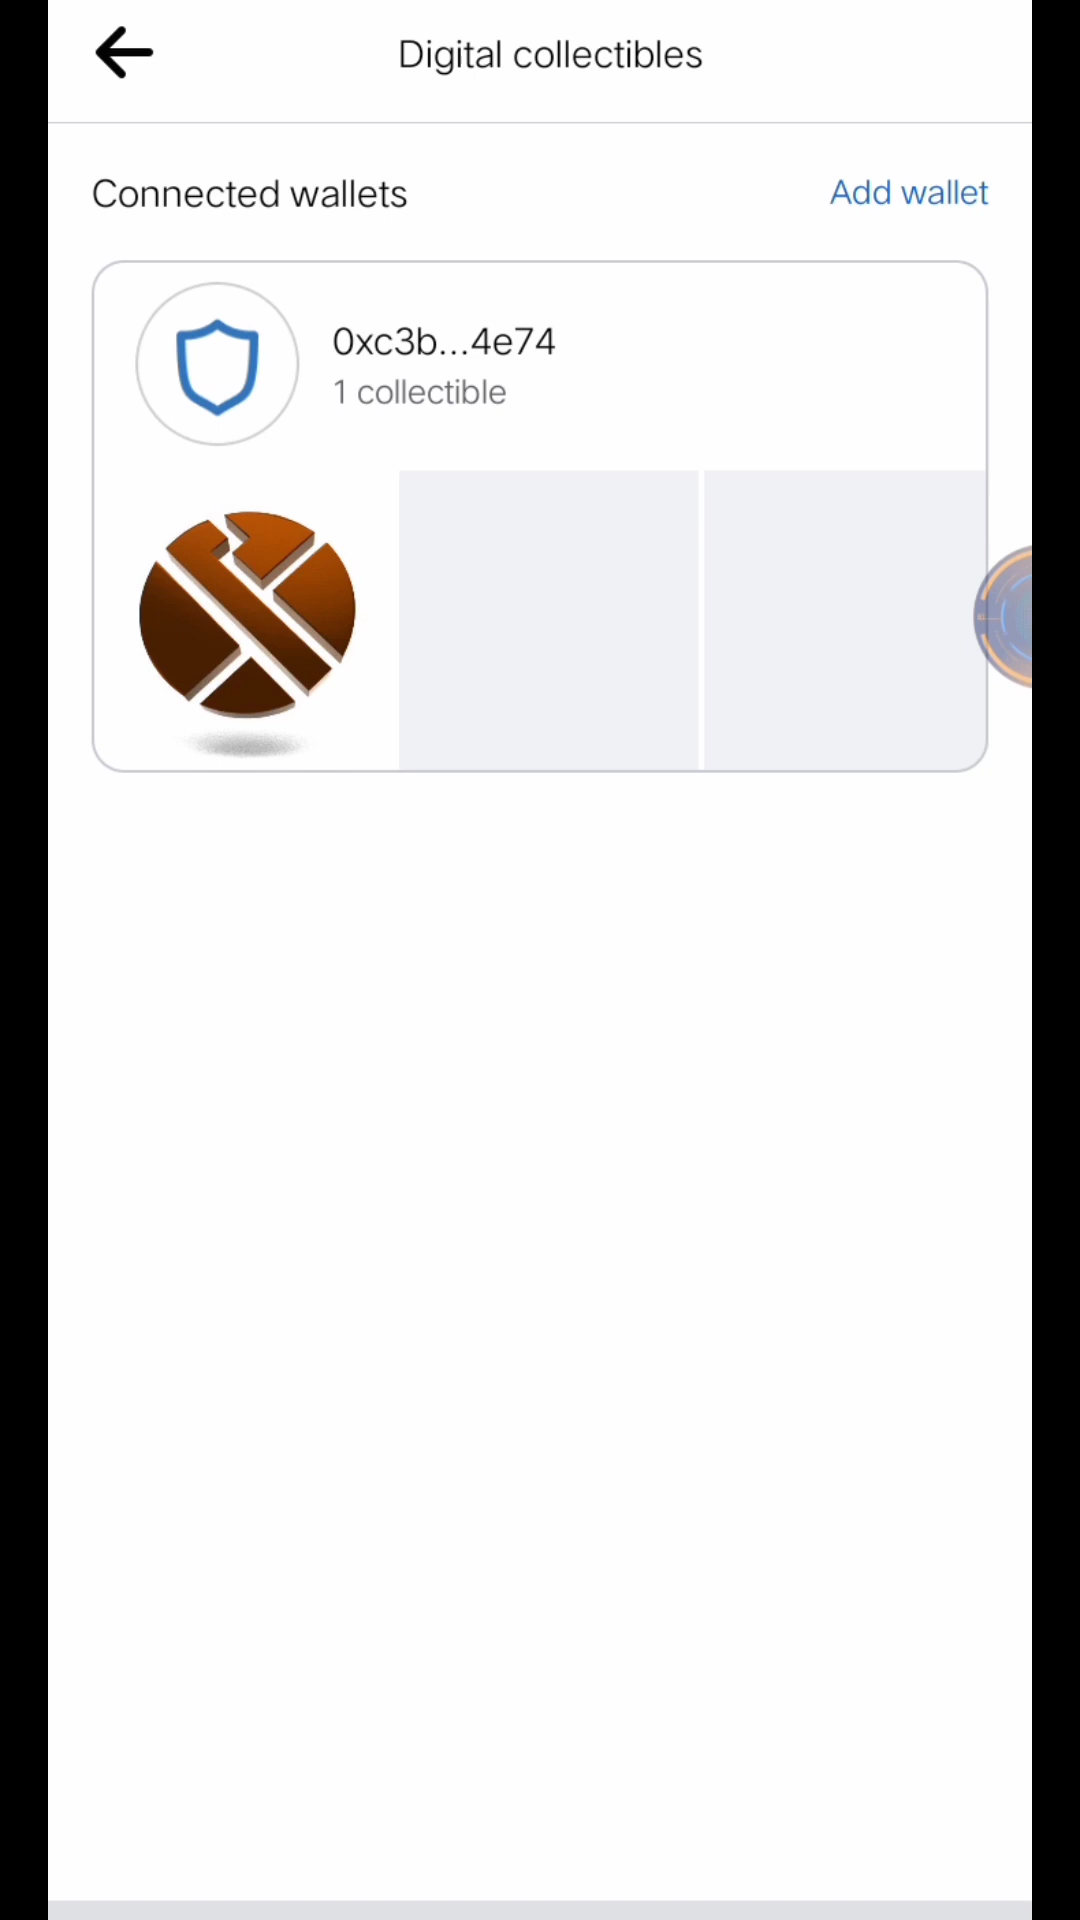 Digital collectibles
Connected wallets
Add wallet
0xc3b...4e74
1 collectible